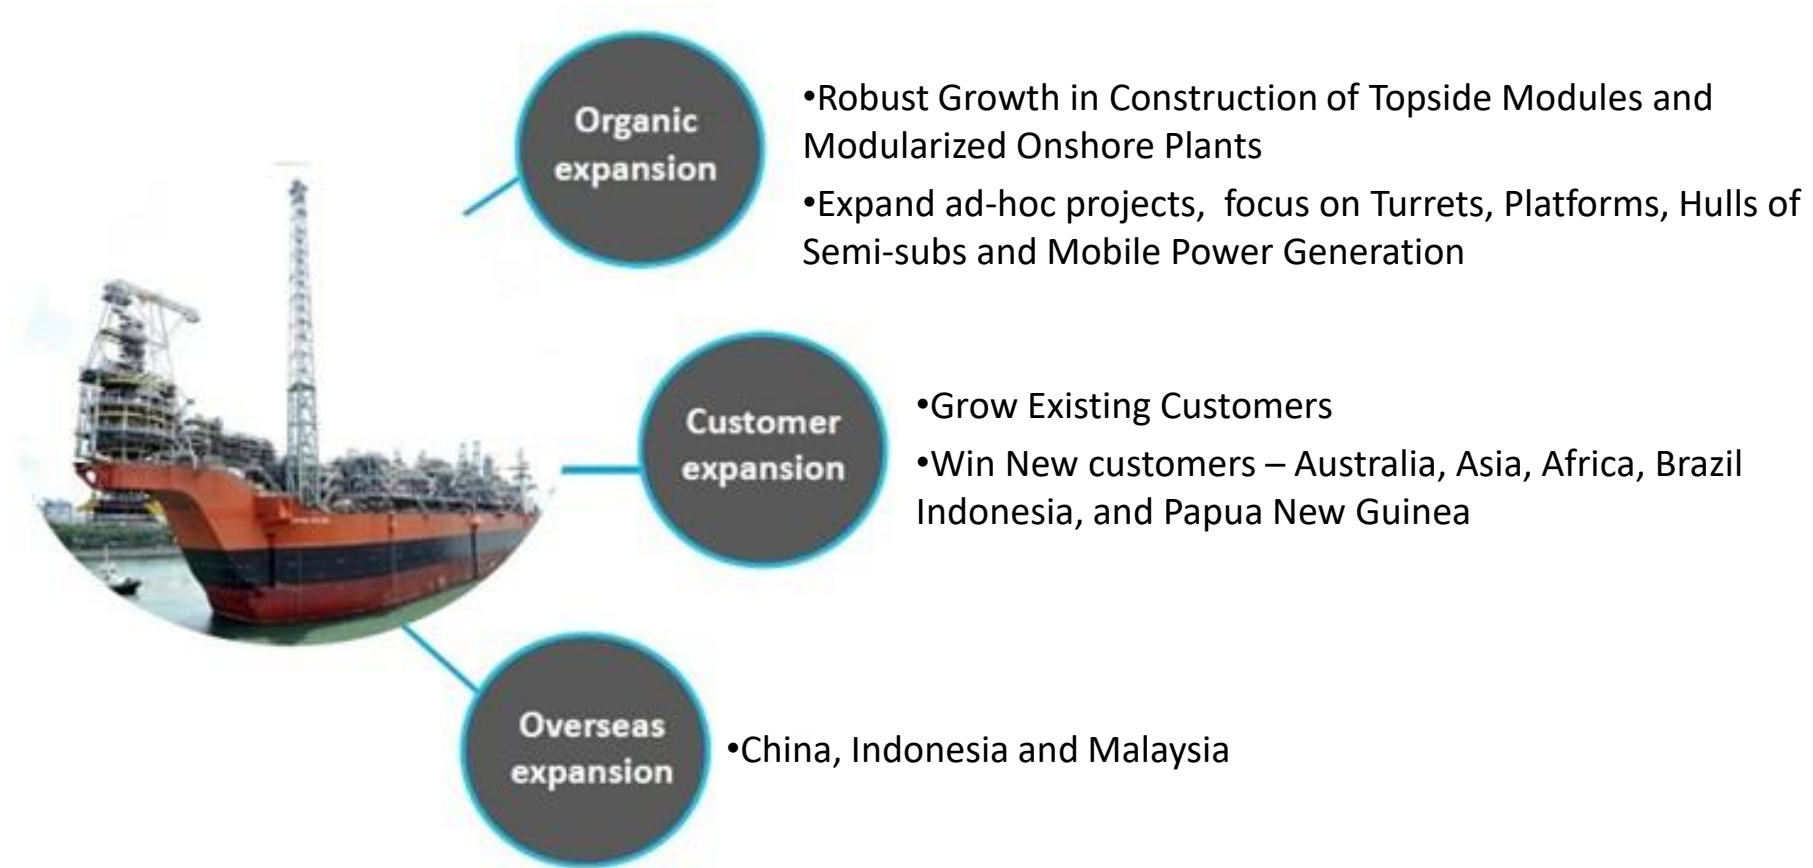 Organic
expansion
•Robust Growth in Construction of Topside Modules and
Modularized Onshore Plants
•Expand ad-hoc projects,  focus on Turrets, Platforms, Hulls of
Semi-subs and Mobile Power Generation
Customer
expansion
•Grow Existing Customers
•Win New customers – Australia, Asia, Africa, Brazil
Indonesia, and Papua New Guinea
Overseas
expansion
•China, Indonesia and Malaysia